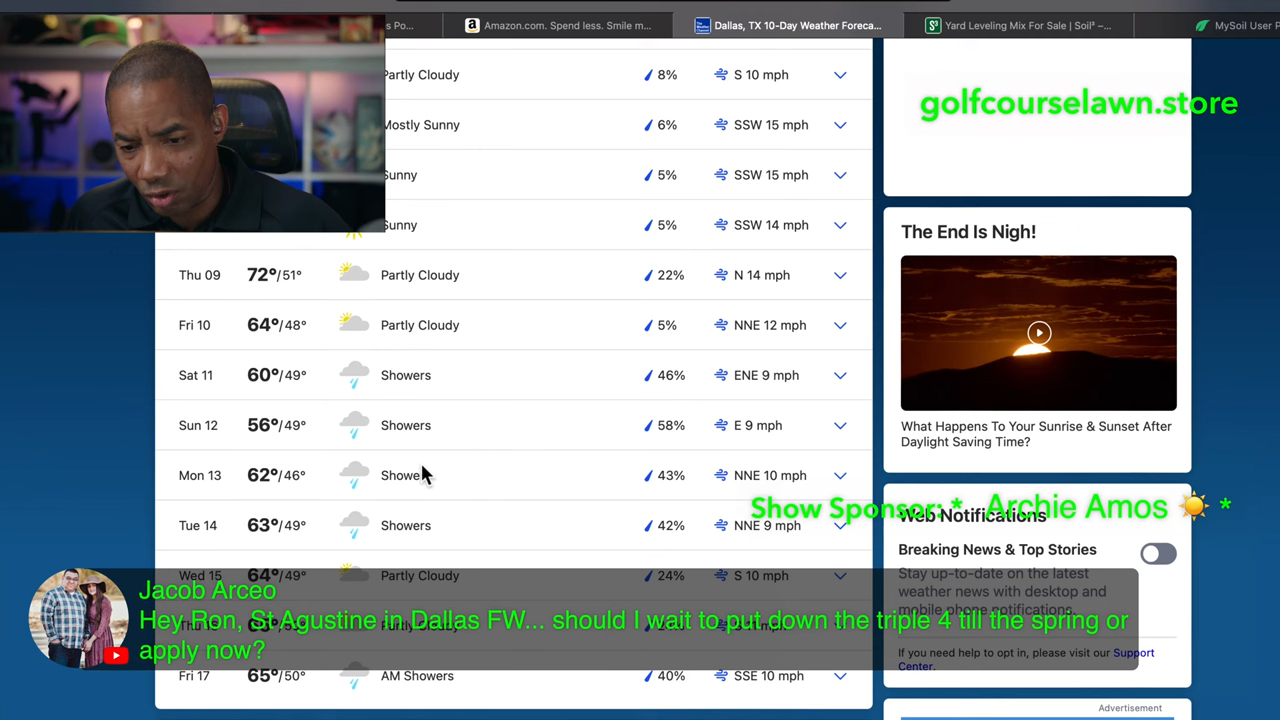 s Po...
Amazon.com. Spend less. Smile m...
Dallas, TX 10-Day Weather Foreca...
Yard Leveling Mix For Sale | Soil³ –...
MySoil User P
golfcourselawn.store
Partly Cloudy 8% S 10 mph
Mostly Sunny 6% SSW 15 mph
Sunny 5% SSW 15 mph
Sunny 5% SSW 14 mph
Thu 09 72°/51° Partly Cloudy 22% N 14 mph
Fri 10 64°/48° Partly Cloudy 5% NNE 12 mph
Sat 11 60°/49° Showers 46% ENE 9 mph
Sun 12 56°/49° Showers 58% E 9 mph
Mon 13 62°/46° Showers 43% NNE 10 mph
Tue 14 63°/49° Showers 42% NNE 9 mph
Wed 15 64°/49° Partly Cloudy 24% S 10 mph
Fri 17 65°/50° AM Showers 40% SSE 10 mph
The End Is Nigh!
What Happens To Your Sunrise & Sunset After
Daylight Saving Time?
Show Sponsor: * Archie Amos ☀️ *
Web Notifications
Breaking News & Top Stories
Stay up-to-date on the latest
weather news with desktop and
mobile phone notifications.
If you need help to opt in, please visit our Support
Center.
Advertisement
Jacob Arceo
Hey Ron, St Agustine in Dallas FW... should I wait to put down the triple 4 till the spring or
apply now?